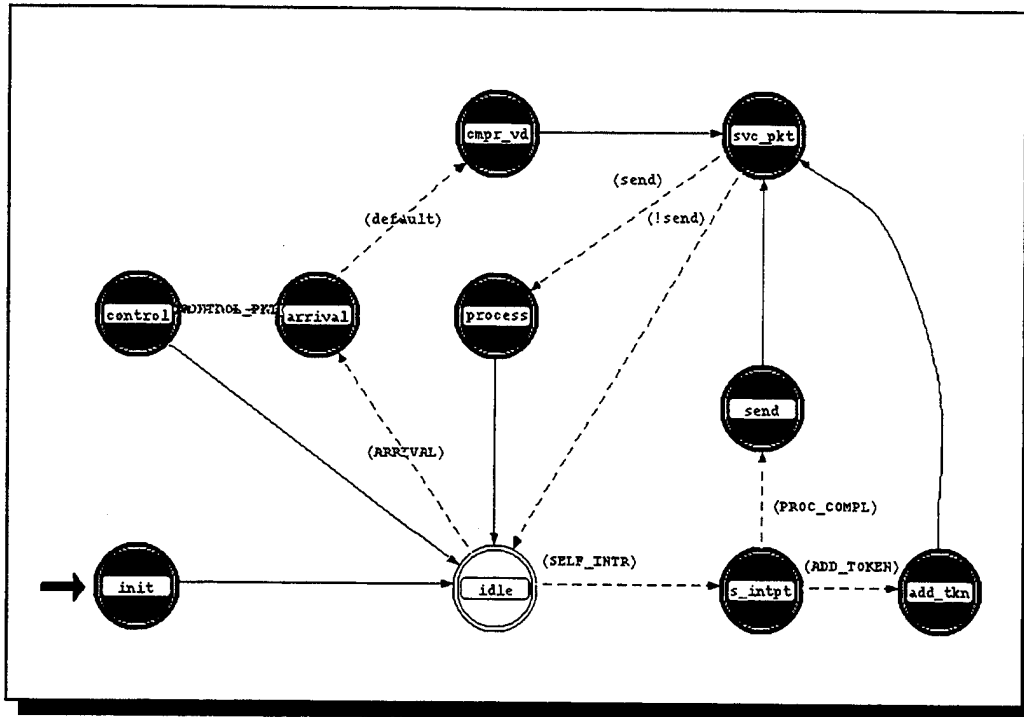 cmpr_vd
svc_pkt
(send)
(default)
(!send)
control
arrival
process
send
(ARRIVAL)
(PROC_COMPL)
(SELF_INTR)
(ADD_TOKEN)
init
idle
s_intpt
add_tkn